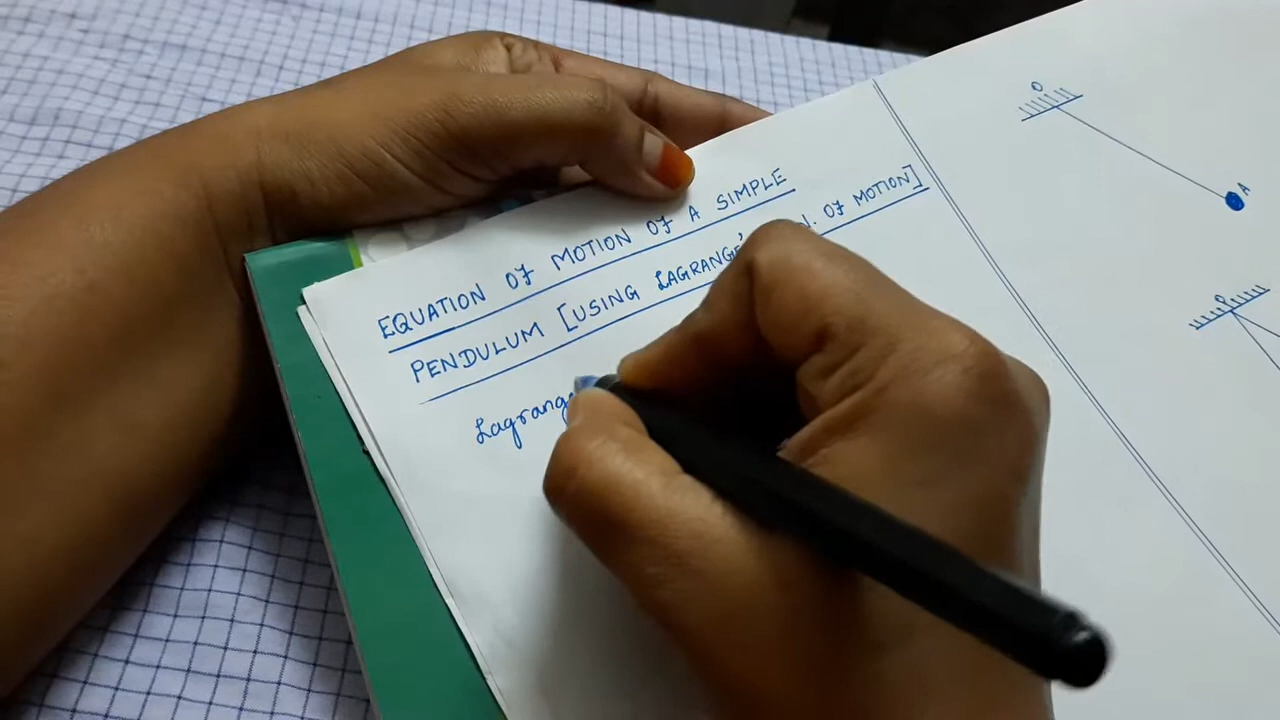 EQUATION OF MOTION OF A SIMPLE
PENDULUM [USING LAGRANGE'S N. OF MOTION]
Lagrang
O
A
O